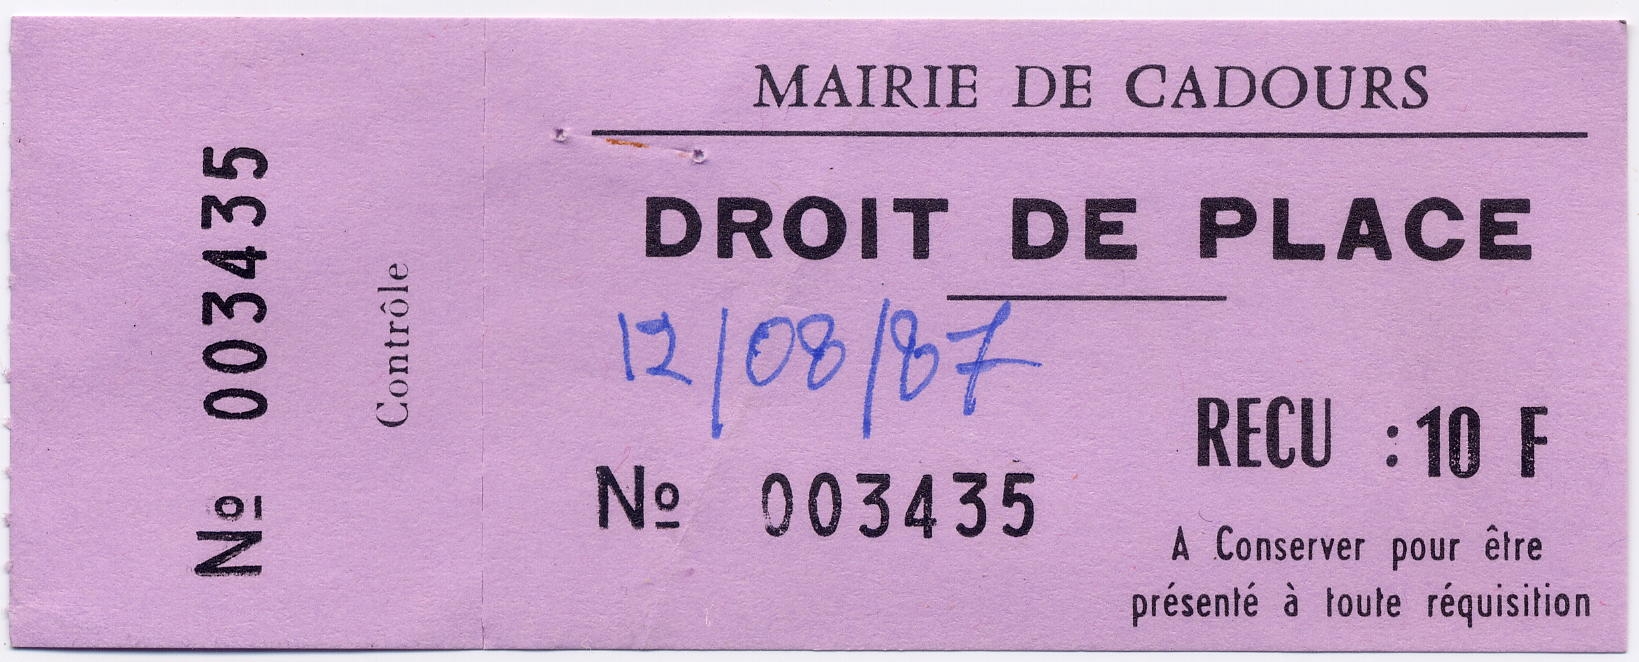 Nº 003435
Contrôle
MAIRIE DE CADOURS
DROIT DE PLACE
12/08/87
RECU : 10 F
Nº 003435
A Conserver pour être
présenté à toute réquisition